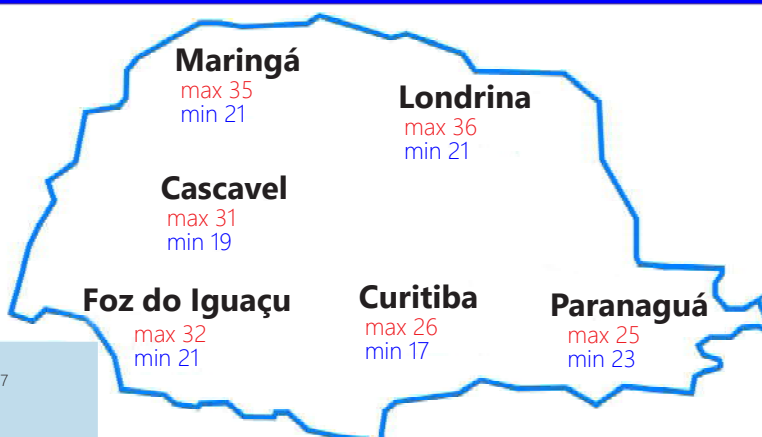 Maringá
max 35
min 21
Londrina
max 36
min 21
Cascavel
max 31
min 19
Foz do Iguaçu
max 32
min 21
Curitiba
max 26
min 17
Paranaguá
max 25
min 23
7